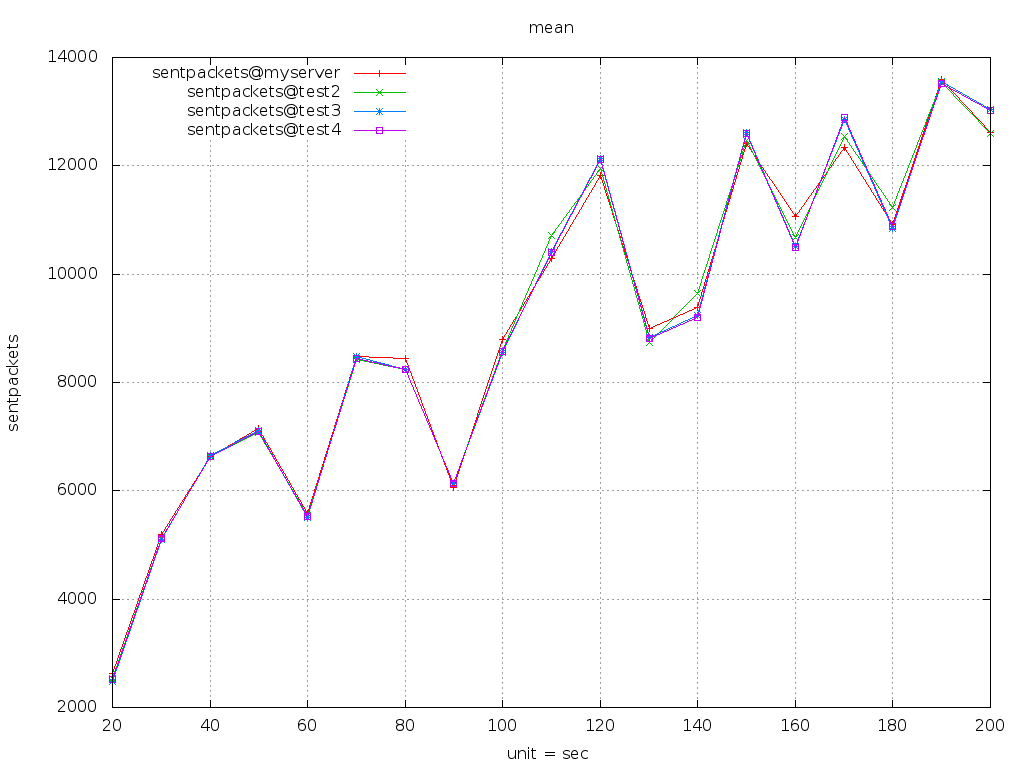 mean
14000
12000
10000
8000
6000
4000
2000
sentpackets
sentpackets@myserver
sentpackets@test2
sentpackets@test3
sentpackets@test4
20 40 60 80 100 120 140 160 180 200
unit = sec